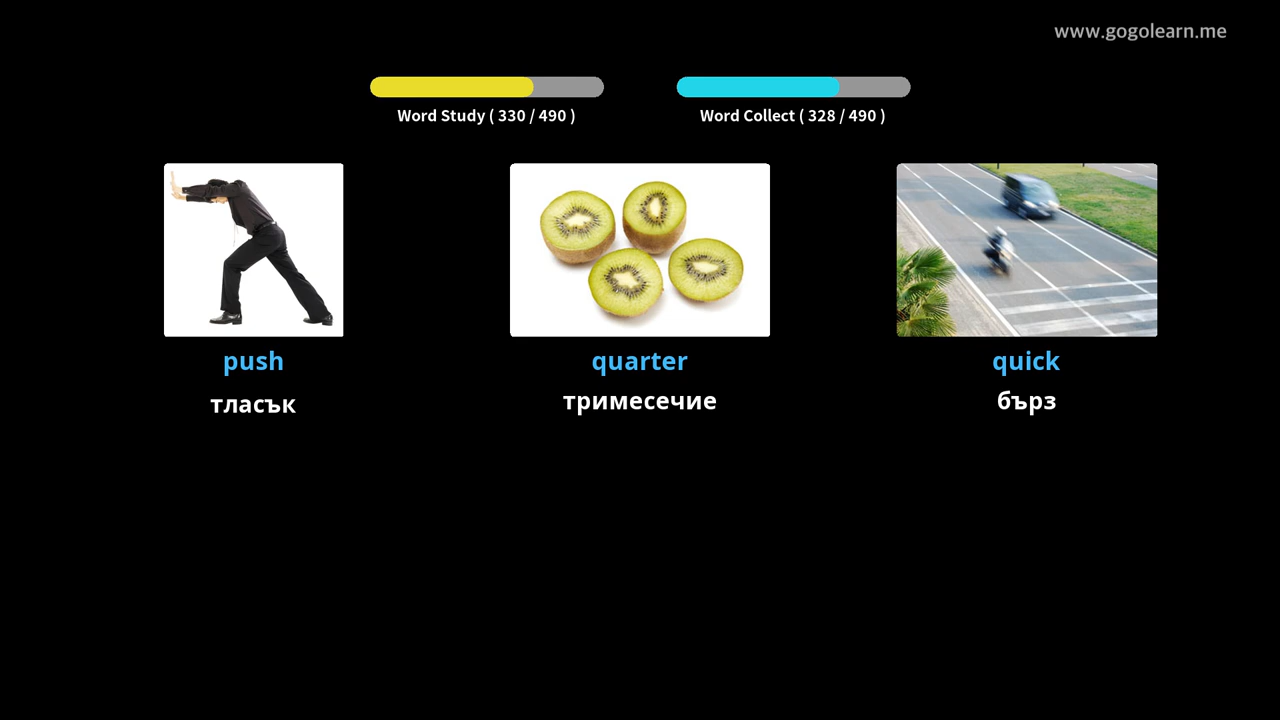 www.gogolearn.me
Word Study ( 330 / 490 )
Word Collect ( 328 / 490 )
push
quarter
quick
тласък
тримесечие
бърз